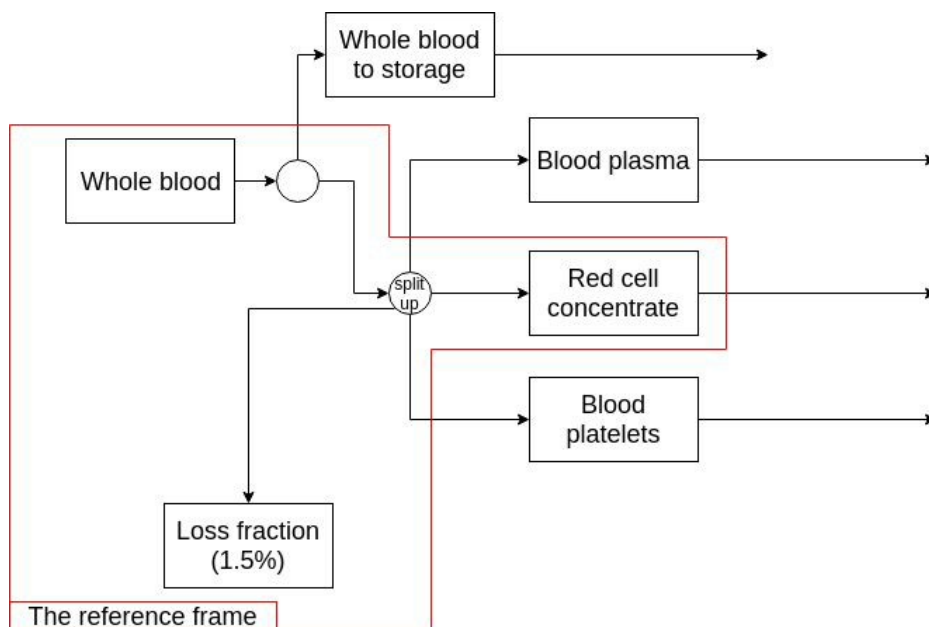 Whole blood
to storage
Whole blood
Blood plasma
split
up
Red cell
concentrate
Blood
platelets
Loss fraction
(1.5%)
The reference frame